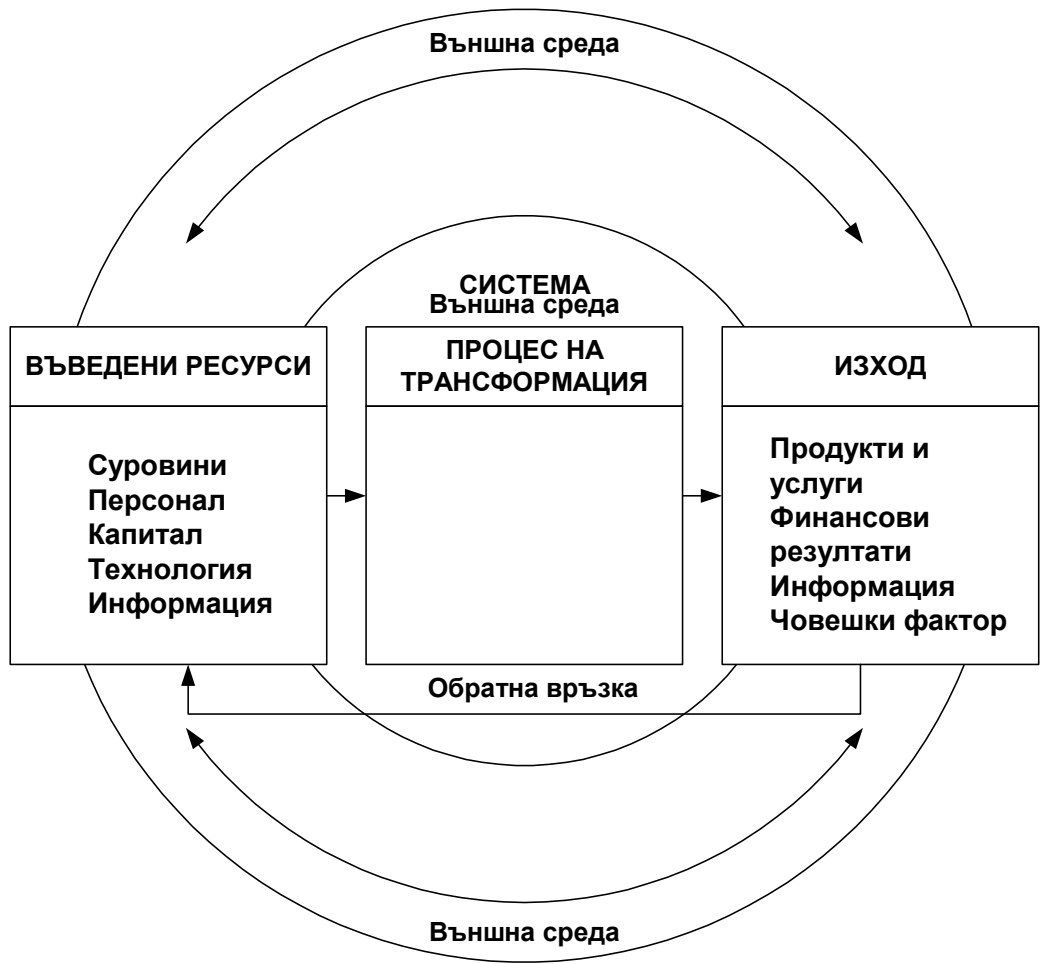 Външна среда
СИСТЕМА
Външна среда
ВЪВЕДЕНИ РЕСУРСИ
ПРОЦЕС НА
ТРАНСФОРМАЦИЯ
ИЗХОД
Суровини
Персонал
Капитал
Технология
Информация
Продукти и
услуги
Финансови
резултати
Информация
Човешки фактор
Обратна връзка
Външна среда